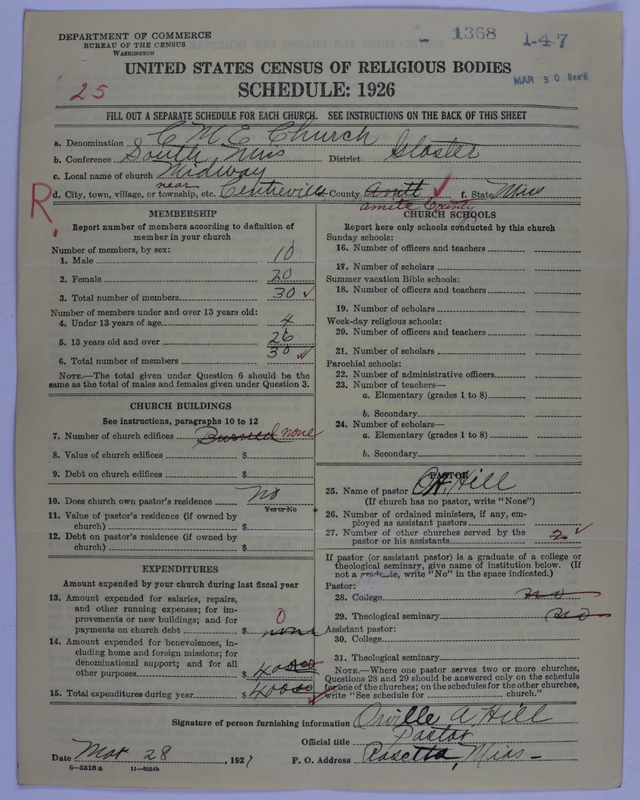 DEPARTMENT OF COMMERCE
BUREAU OF THE CENSUS
WASHINGTON
1368
1-4-7
MAR 30
25
UNITED STATES CENSUS OF RELIGIOUS BODIES
SCHEDULE: 1926
FILL OUT A SEPARATE SCHEDULE FOR EACH CHURCH. SEE INSTRUCTIONS ON THE BACK OF THIS SHEET
a. Denomination C M E Church
b. Conference South Miss District Gloster
c. Local name of church Midway
near
d. City, town, village, or township, etc. Centreville County Amitt f. State Miss
R.
amite County
MEMBERSHIP
Report number of members according to definition of
member in your church
Number of members, by sex:
1. Male 10
2. Female 20
3. Total number of members 30
Number of members under and over 13 years old:
4. Under 13 years of age 4
5. 13 years old and over 26
6. Total number of members 30
NOTE.—The total given under Question 6 should be the
same as the total of males and females given under Question 3.
CHURCH BUILDINGS
See instructions, paragraphs 10 to 12
7. Number of church edifices Burned none
8. Value of church edifices $
9. Debt on church edifices $
10. Does church own pastor's residence no
Yes or No
11. Value of pastor's residence (if owned by
church) $
12. Debt on pastor's residence (if owned by
church) $
EXPENDITURES
Amount expended by your church during last fiscal year
13. Amount expended for salaries, repairs,
and other running expenses; for im-
provements or new buildings; and for
payments on church debt $ none
0
14. Amount expended for benevolences, in-
cluding home and foreign missions; for
denominational support; and for all
other purposes $ 40000
15. Total expenditures during year $ 40000
CHURCH SCHOOLS
Report here only schools conducted by this church
Sunday schools:
16. Number of officers and teachers
17. Number of scholars
Summer vacation Bible schools:
18. Number of officers and teachers
19. Number of scholars
Week-day religious schools:
20. Number of officers and teachers
21. Number of scholars
Parochial schools:
22. Number of administrative officers
23. Number of teachers—
a. Elementary (grades 1 to 8)
b. Secondary
24. Number of scholars—
a. Elementary (grades 1 to 8)
b. Secondary
PASTOR
25. Name of pastor O A Hill
(If church has no pastor, write "None")
26. Number of ordained ministers, if any, em-
ployed as assistant pastors
27. Number of other churches served by the
pastor or his assistants 2
If pastor (or assistant pastor) is a graduate of a college or
theological seminary, give name of institution below. (If
not a graduate, write "No" in the space indicated.)
Pastor:
28. College no
29. Theological seminary no
Assistant pastor:
30. College
31. Theological seminary
NOTE.—Where one pastor serves two or more churches,
Questions 28 and 29 should be answered only on the schedule
for one of the churches; on the schedules for the other churches,
write "See schedule for church."
Signature of person furnishing information Orville A. Hill
Official title Pastor
Date Mar 28, 1927 P. O. Address Rosetta, Miss-
8—5518a 11—9054b